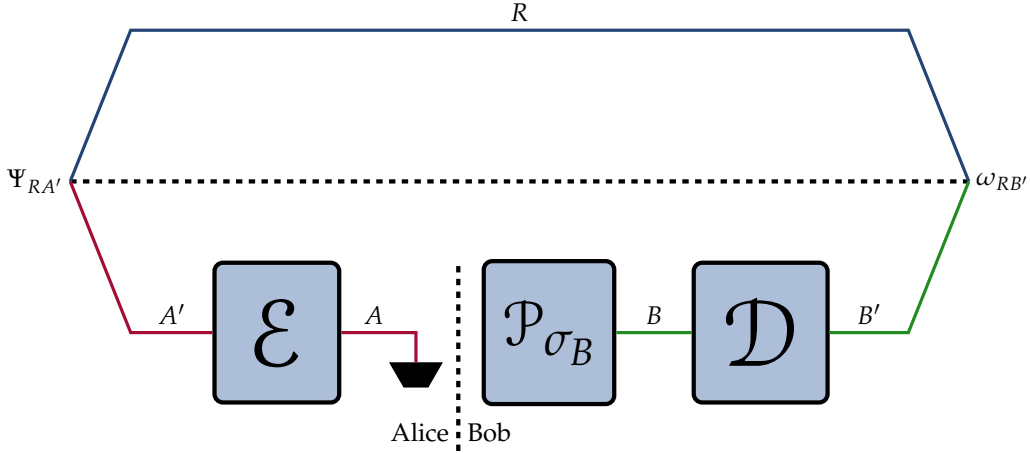 R
Ψ_{RA′} ω_{RB′}
A′ ℰ A 𝒫_{σ_B} B 𝒟 B′
Alice Bob